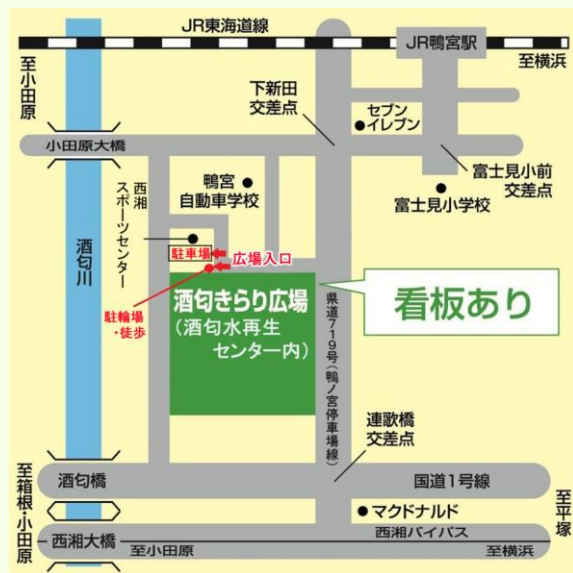 JR東海道線
JR鴨宮駅
至小田原
至横浜
下新田
交差点
セブン
イレブン
小田原大橋
西湘
スポーツセンター
鴨宮
自動車学校
富士見小前
交差点
富士見小学校
酒匂川
駐車場
広場入口
駐輪場
・徒歩
酒匂きらり広場
(酒匂水再生
センター内)
看板あり
県道719号(鴨ノ宮停車場線)
連歌橋
交差点
至箱根・小田原
酒匂橋
国道1号線
至平塚
マクドナルド
西湘大橋
西湘バイパス
至小田原
至横浜